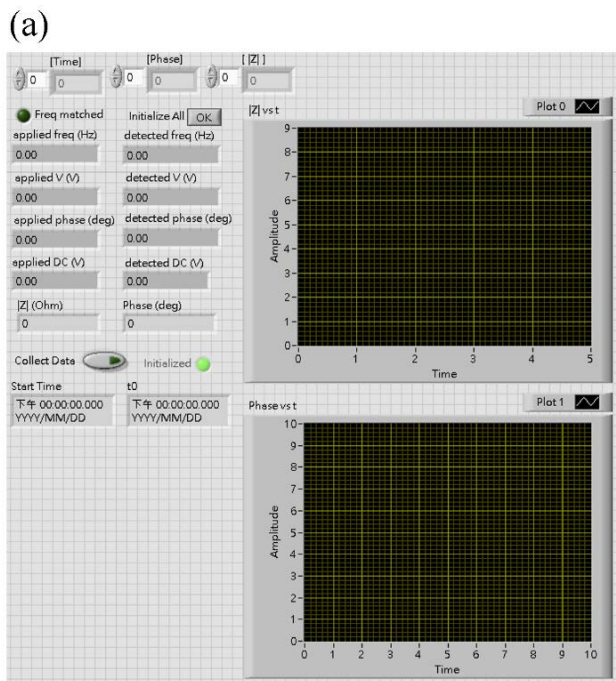 (a)
[Time] [Phase] [ |Z| ]
0 0 0 0 0 0
Freq matched Initialize All OK
applied freq (Hz) detected freq (Hz)
0.00 0.00
applied V (V) detected V (V)
0.00 0.00
applied phase (deg) detected phase (deg)
0.00 0.00
applied DC (V) detected DC (V)
0.00 0.00
|Z| (Ohm) Phase (deg)
0 0
Collect Data Initialized
Start Time t0
下午 00:00:00.000 下午 00:00:00.000
YYYY/MM/DD YYYY/MM/DD
|Z| vs t Plot 0
9
8
7
6
5
4
3
2
1
0
Amplitude
0 1 2 3 4 5
Time
Phase vs t Plot 1
10
9
8
7
6
5
4
3
2
1
0
Amplitude
0 1 2 3 4 5 6 7 8 9 10
Time